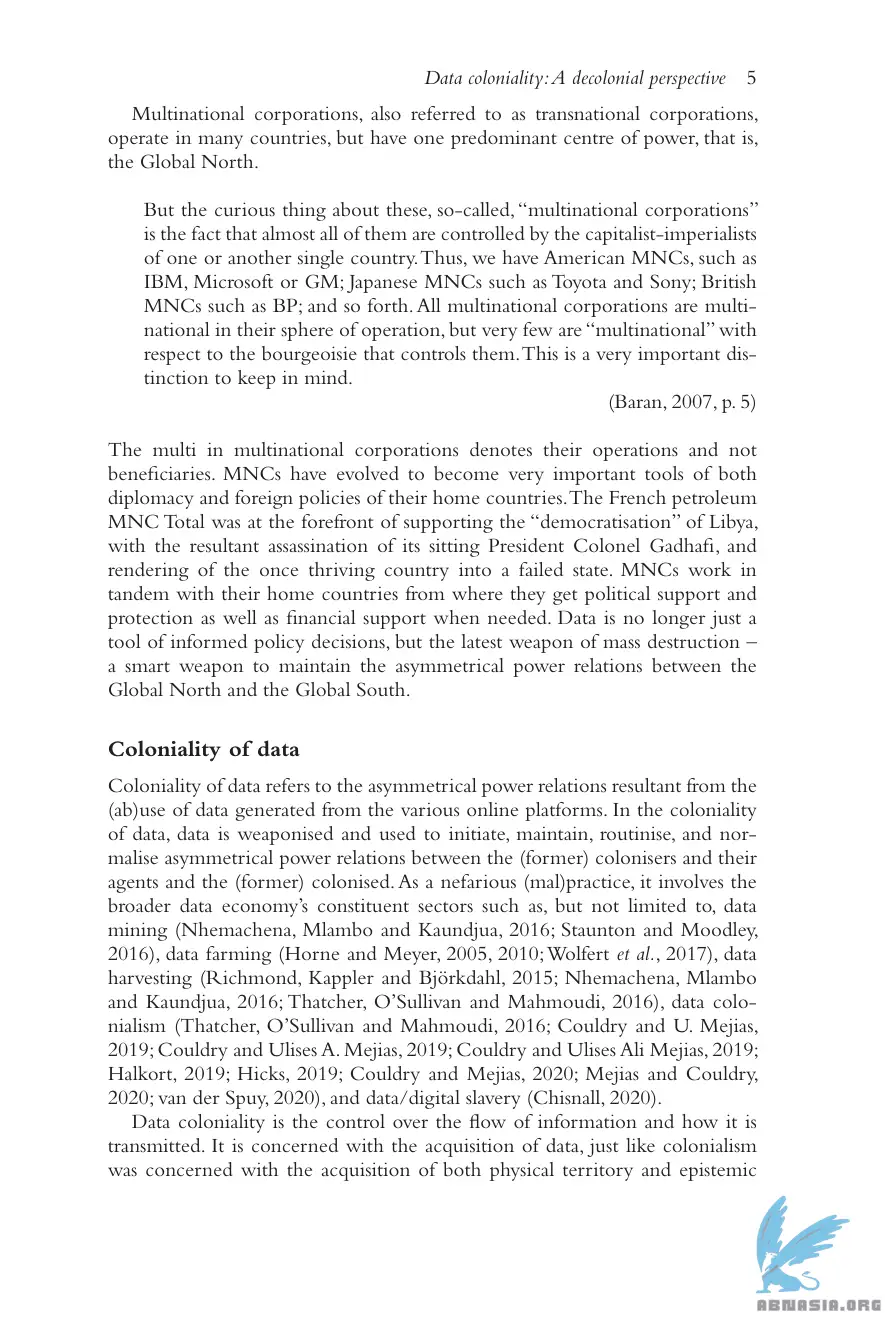 Data coloniality: A decolonial perspective 5
Multinational corporations, also referred to as transnational corporations,
operate in many countries, but have one predominant centre of power, that is,
the Global North.
But the curious thing about these, so-called, “multinational corporations”
is the fact that almost all of them are controlled by the capitalist-imperialists
of one or another single country. Thus, we have American MNCs, such as
IBM, Microsoft or GM; Japanese MNCs such as Toyota and Sony; British
MNCs such as BP; and so forth. All multinational corporations are multi-
national in their sphere of operation, but very few are “multinational” with
respect to the bourgeoisie that controls them. This is a very important dis-
tinction to keep in mind.
(Baran, 2007, p. 5)
The multi in multinational corporations denotes their operations and not
beneficiaries. MNCs have evolved to become very important tools of both
diplomacy and foreign policies of their home countries. The French petroleum
MNC Total was at the forefront of supporting the “democratisation” of Libya,
with the resultant assassination of its sitting President Colonel Gadhafi, and
rendering of the once thriving country into a failed state. MNCs work in
tandem with their home countries from where they get political support and
protection as well as financial support when needed. Data is no longer just a
tool of informed policy decisions, but the latest weapon of mass destruction –
a smart weapon to maintain the asymmetrical power relations between the
Global North and the Global South.
Coloniality of data
Coloniality of data refers to the asymmetrical power relations resultant from the
(ab)use of data generated from the various online platforms. In the coloniality
of data, data is weaponised and used to initiate, maintain, routinise, and nor-
malise asymmetrical power relations between the (former) colonisers and their
agents and the (former) colonised. As a nefarious (mal)practice, it involves the
broader data economy’s constituent sectors such as, but not limited to, data
mining (Nhemachena, Mlambo and Kaundjua, 2016; Staunton and Moodley,
2016), data farming (Horne and Meyer, 2005, 2010; Wolfert et al., 2017), data
harvesting (Richmond, Kappler and Björkdahl, 2015; Nhemachena, Mlambo
and Kaundjua, 2016; Thatcher, O’Sullivan and Mahmoudi, 2016), data colo-
nialism (Thatcher, O’Sullivan and Mahmoudi, 2016; Couldry and U. Mejias,
2019; Couldry and Ulises A. Mejias, 2019; Couldry and Ulises Ali Mejias, 2019;
Halkort, 2019; Hicks, 2019; Couldry and Mejias, 2020; Mejias and Couldry,
2020; van der Spuy, 2020), and data/digital slavery (Chisnall, 2020).
Data coloniality is the control over the flow of information and how it is
transmitted. It is concerned with the acquisition of data, just like colonialism
was concerned with the acquisition of both physical territory and epistemic
ABNASIA.ORG